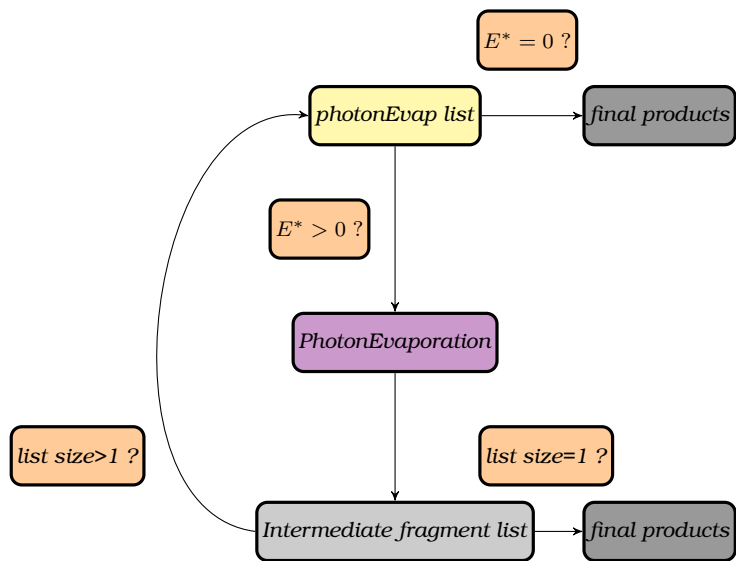 E* = 0 ?
photonEvap list
final products
E* > 0 ?
PhotonEvaporation
list size>1 ?
list size=1 ?
Intermediate fragment list
final products